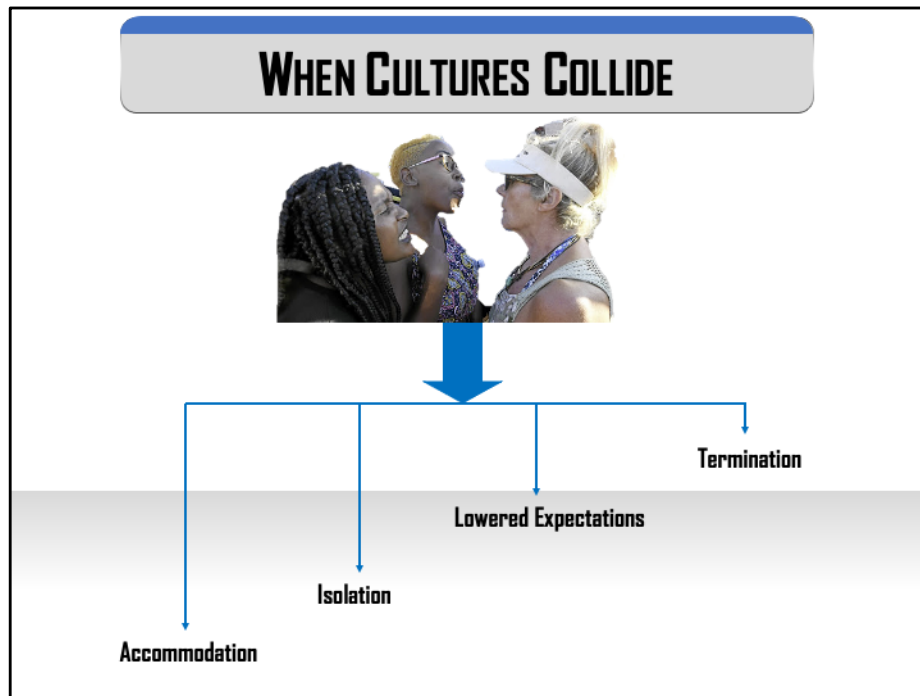 WHEN CULTURES COLLIDE
Termination
Lowered Expectations
Isolation
Accommodation